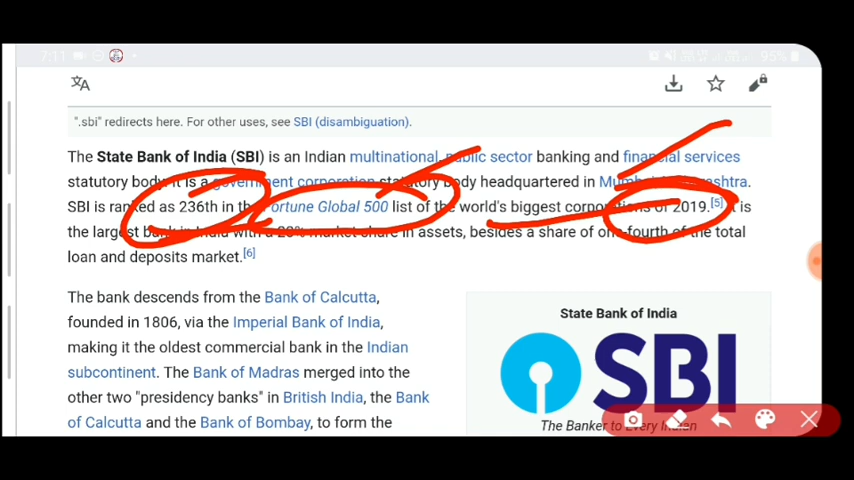 7:11
95%
".sbi" redirects here. For other uses, see SBI (disambiguation).
The State Bank of India (SBI) is an Indian multinational, public sector banking and financial services
statutory body. It is a government corporation statutory body headquartered in Mumbai, Maharashtra.
SBI is ranked as 236th in the Fortune Global 500 list of the world's biggest corporations of 2019.[5] It is
the largest bank in India with a 23% market share in assets, besides a share of one-fourth of the total
loan and deposits market.[6]
The bank descends from the Bank of Calcutta,
founded in 1806, via the Imperial Bank of India,
making it the oldest commercial bank in the Indian
subcontinent. The Bank of Madras merged into the
other two "presidency banks" in British India, the Bank
of Calcutta and the Bank of Bombay, to form the
State Bank of India
SBI
The Banker to Every Indian